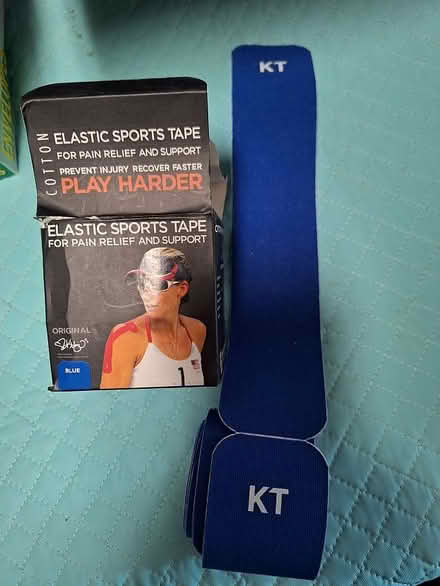 COTTON
ELASTIC SPORTS TAPE
FOR PAIN RELIEF AND SUPPORT
PREVENT INJURY RECOVER FASTER
PLAY HARDER
ELASTIC SPORTS TAPE
FOR PAIN RELIEF AND SUPPORT
ORIGINAL
BLUE
1
KT
KT